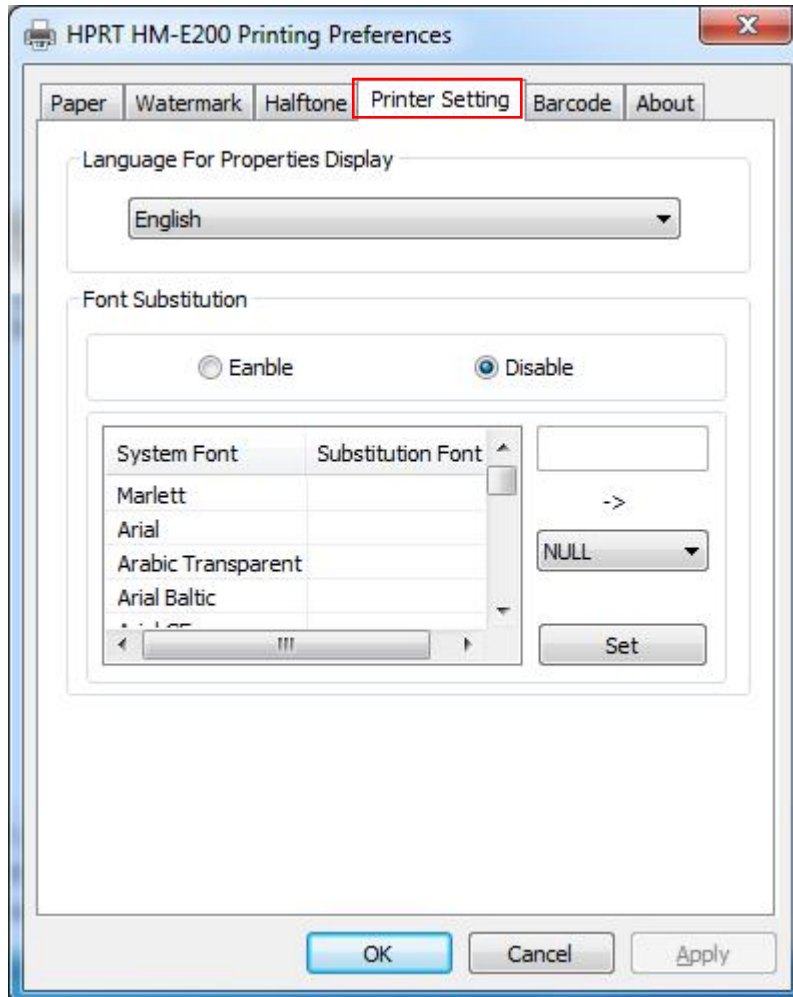 HPRT HM-E200 Printing Preferences
Paper Watermark Halftone Printer Setting Barcode About
Language For Properties Display
English
Font Substitution
Eanble Disable
System Font Substitution Font
Marlett
->
Arial
Arabic Transparent NULL
Arial Baltic
Set
OK Cancel Apply